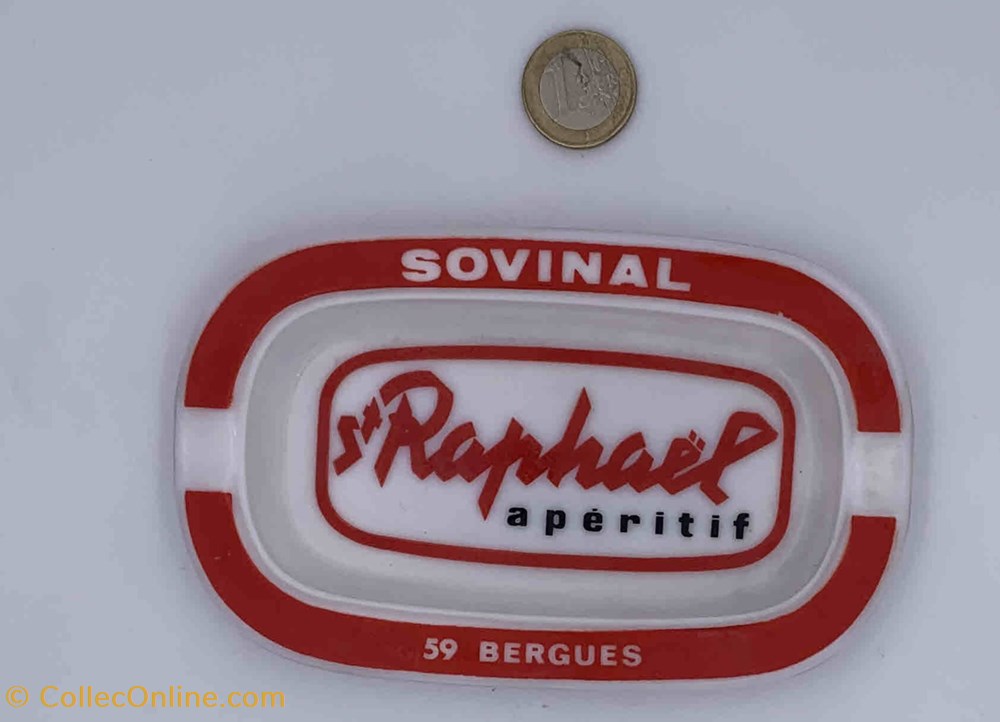 SOVINAL
St Raphaël
apéritif
59 BERGUES
© CollecOnline.com